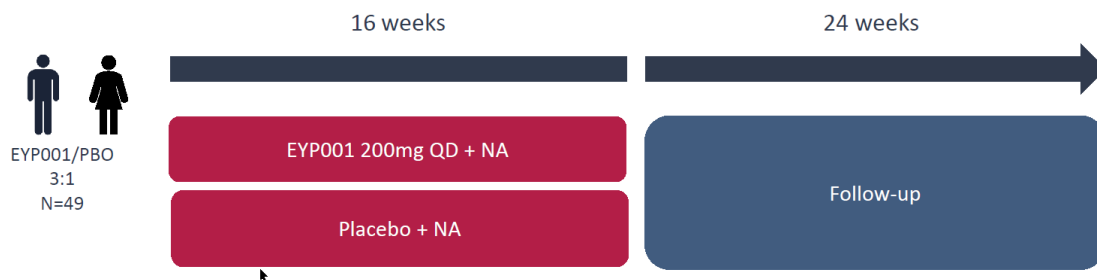 16 weeks
24 weeks
EYP001/PBO
3:1
N=49
EYP001 200mg QD + NA
Placebo + NA
Follow-up